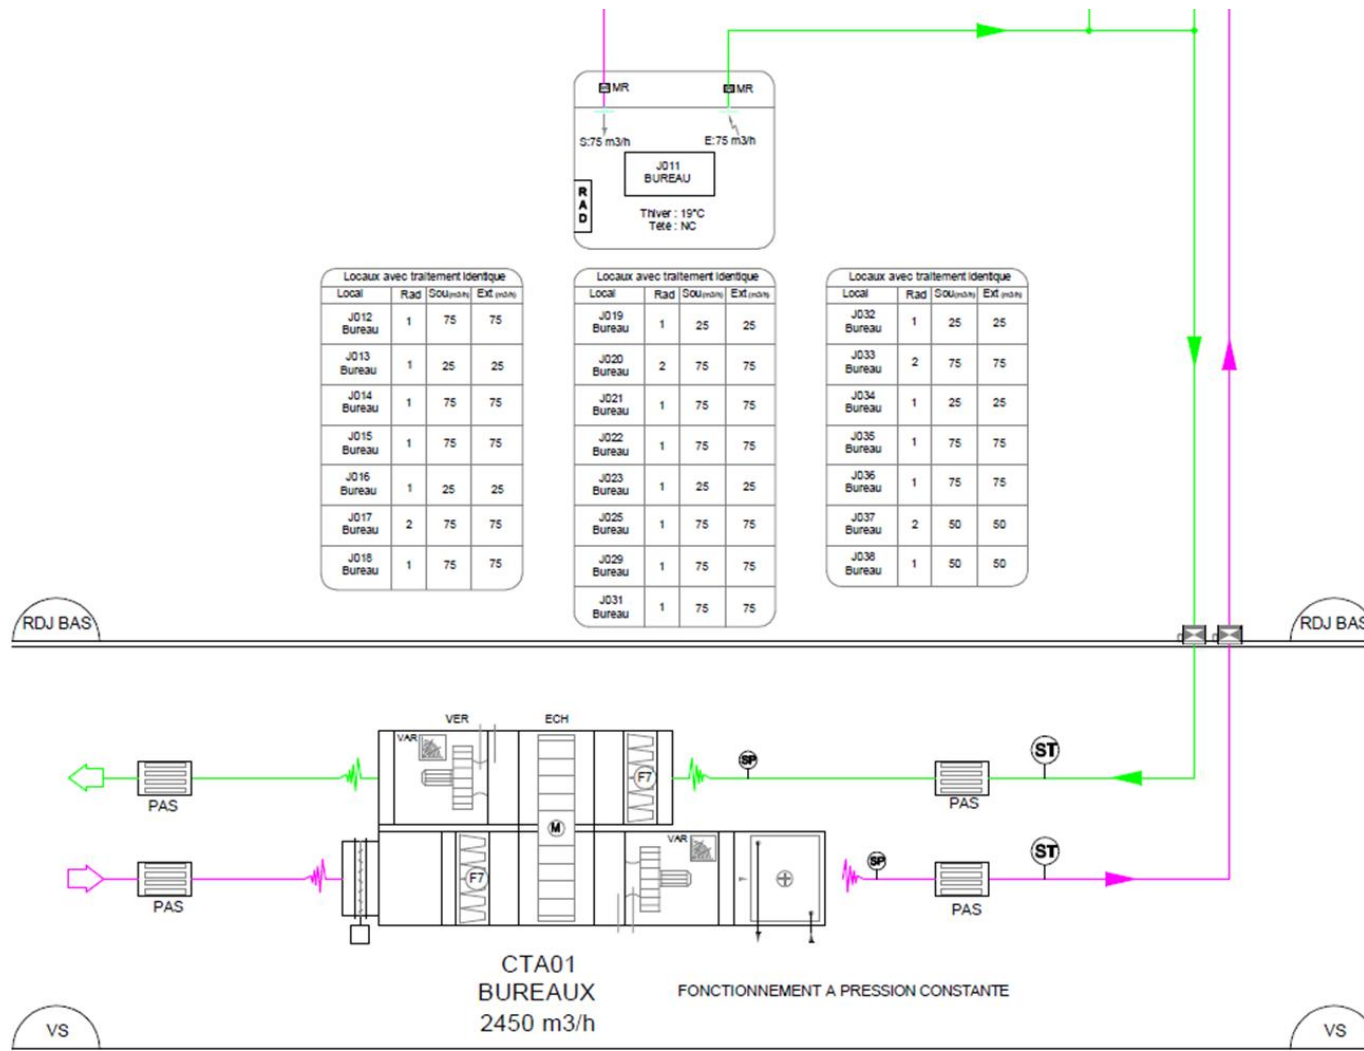 MR MR
S:75 m3/h E:75 m3/h
J011
BUREAU
RAD
Thiver : 19°C
Tété : NC
Locaux avec traitement identique
Local Rad Sou(m3/h) Ext (m3/h)
J012 Bureau 1 75 75
J013 Bureau 1 25 25
J014 Bureau 1 75 75
J015 Bureau 1 75 75
J016 Bureau 1 25 25
J017 Bureau 2 75 75
J018 Bureau 1 75 75
Locaux avec traitement identique
Local Rad Sou(m3/h) Ext (m3/h)
J019 Bureau 1 25 25
J020 Bureau 2 75 75
J021 Bureau 1 75 75
J022 Bureau 1 75 75
J023 Bureau 1 25 25
J025 Bureau 1 75 75
J029 Bureau 1 75 75
J031 Bureau 1 75 75
Locaux avec traitement identique
Local Rad Sou(m3/h) Ext (m3/h)
J032 Bureau 1 25 25
J033 Bureau 2 75 75
J034 Bureau 1 25 25
J035 Bureau 1 75 75
J036 Bureau 1 75 75
J037 Bureau 2 50 50
J038 Bureau 1 50 50
RDJ BAS RDJ BAS
VER ECH
VAR
F7
SP
ST
PAS PAS
M
VAR
F7
SP
ST
PAS PAS
CTA01
BUREAUX
2450 m3/h
FONCTIONNEMENT A PRESSION CONSTANTE
VS VS